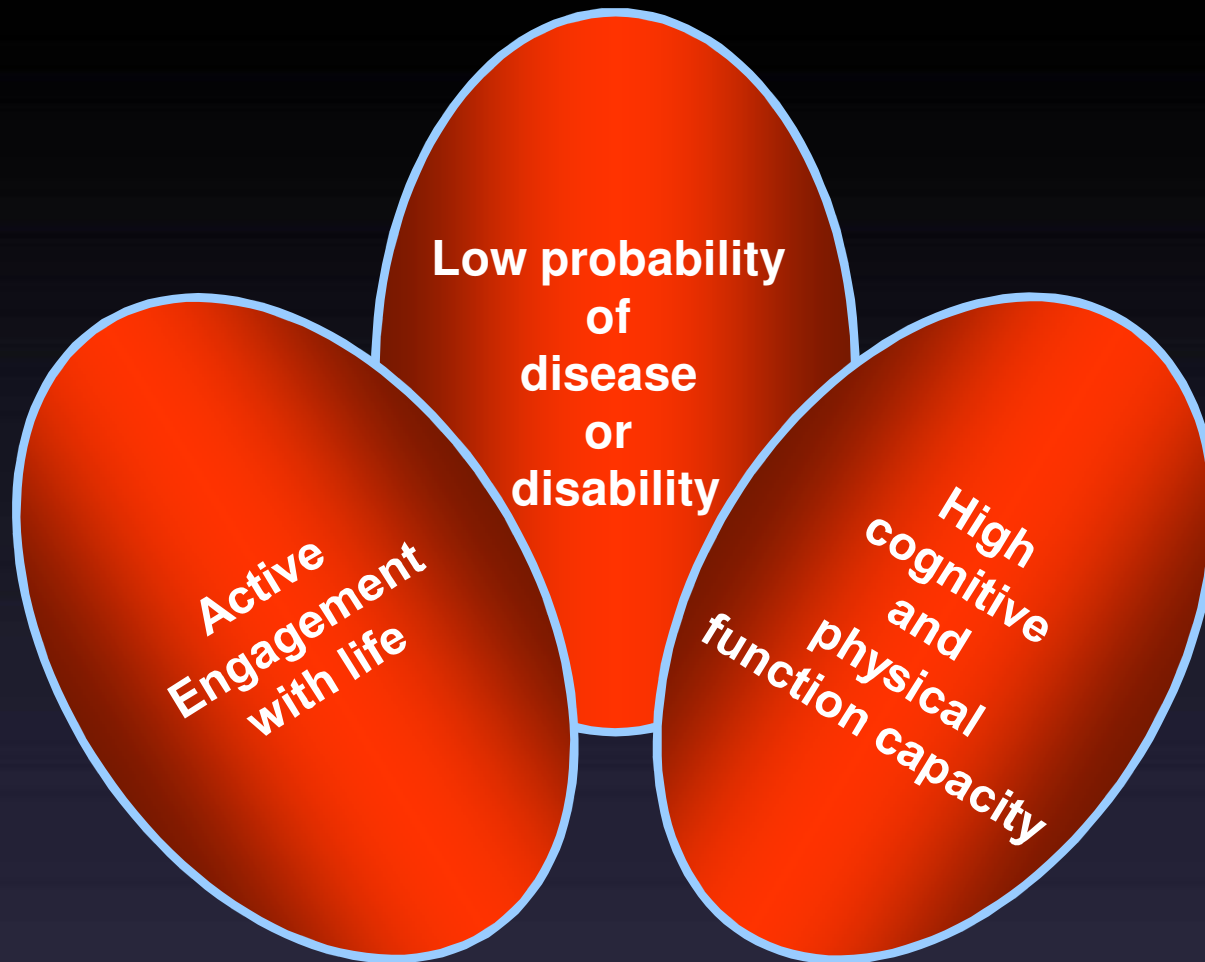 Low probability
of
disease
or
disability
Active
Engagement
with life
High
cognitive
and
physical
function capacity